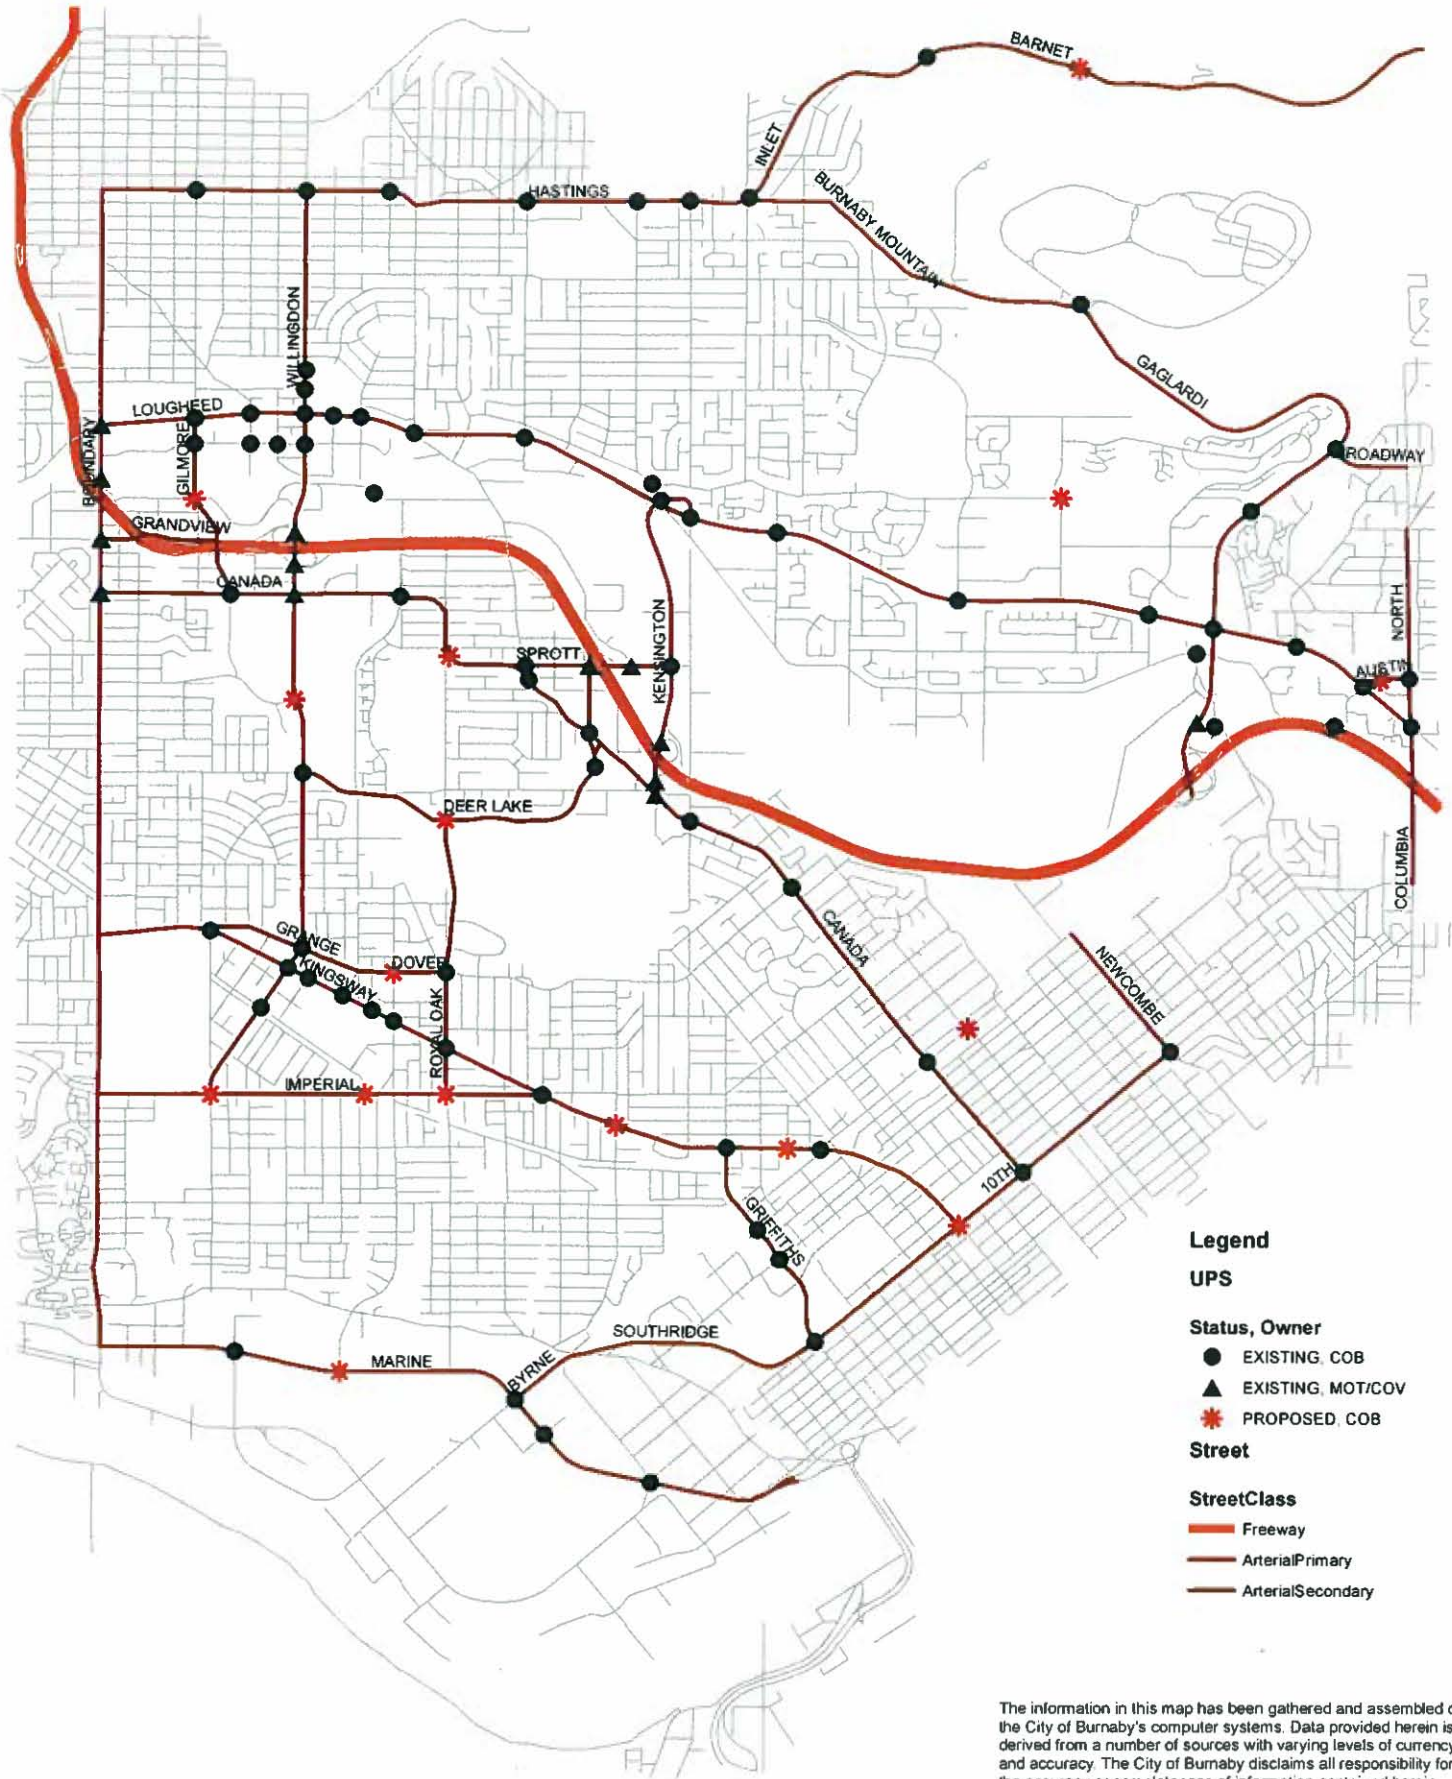 BARNET
INLET
HASTINGS
BURNABY MOUNTAIN
WILLINGDON
GAGLARDI
LOUGHEED
BOUNDARY
GILMORE
ROADWAY
GRANDVIEW
CANADA
NORTH
KENSINGTON
SPROTT
AUSTIN
DEER LAKE
COLUMBIA
CANADA
GRANGE
DOVER
KINGSWAY
NEWCOMBE
ROYAL OAK
IMPERIAL
10TH
GRIFFITHS
SOUTHRIDGE
MARINE
BYRNE
Legend
UPS
Status, Owner
EXISTING, COB
EXISTING, MOT/COV
PROPOSED, COB
Street
StreetClass
Freeway
ArterialPrimary
ArterialSecondary
The information in this map has been gathered and assembled
the City of Burnaby's computer systems. Data provided herein is
derived from a number of sources with varying levels of currency
and accuracy. The City of Burnaby disclaims all responsibility for